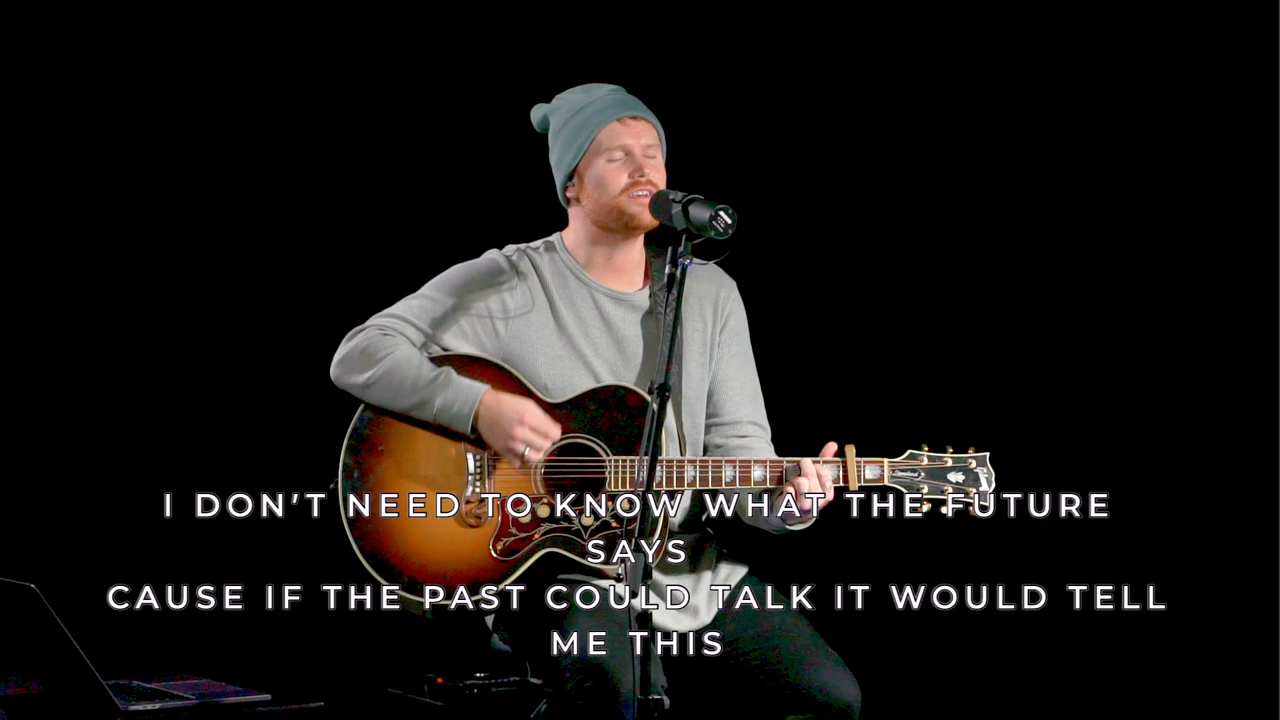 I DON'T NEED TO KNOW WHAT THE FUTURE
SAYS
CAUSE IF THE PAST COULD TALK IT WOULD TELL
ME THIS